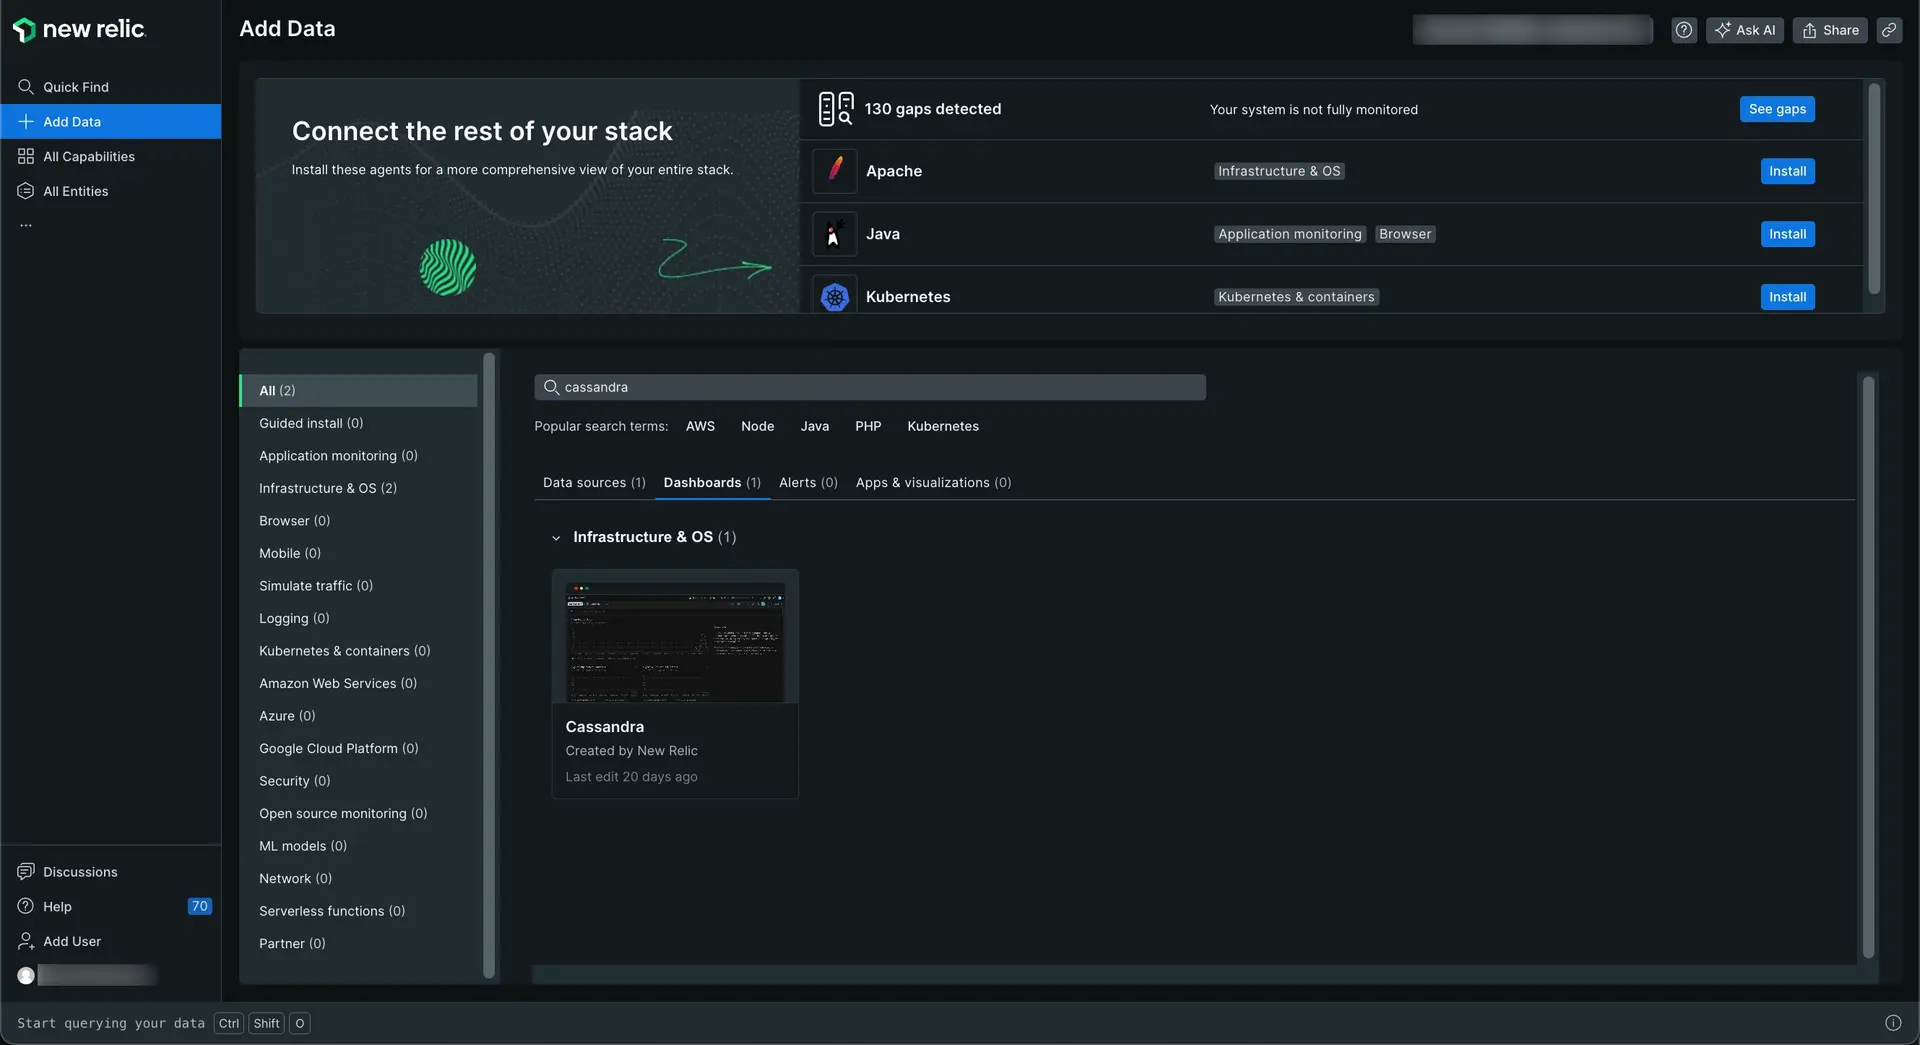 new relic
Quick Find
Add Data
All Capabilities
All Entities
...
Discussions
Help 70
Add User
Add Data
Ask AI
Share
Connect the rest of your stack
Install these agents for a more comprehensive view of your entire stack.
130 gaps detected Your system is not fully monitored See gaps
Apache Infrastructure & OS Install
Java Application monitoring Browser Install
Kubernetes Kubernetes & containers Install
All (2)
Guided install (0)
Application monitoring (0)
Infrastructure & OS (2)
Browser (0)
Mobile (0)
Simulate traffic (0)
Logging (0)
Kubernetes & containers (0)
Amazon Web Services (0)
Azure (0)
Google Cloud Platform (0)
Security (0)
Open source monitoring (0)
ML models (0)
Network (0)
Serverless functions (0)
Partner (0)
cassandra
Popular search terms: AWS Node Java PHP Kubernetes
Data sources (1) Dashboards (1) Alerts (0) Apps & visualizations (0)
Infrastructure & OS (1)
Cassandra
Created by New Relic
Last edit 20 days ago
Start querying your data Ctrl Shift O